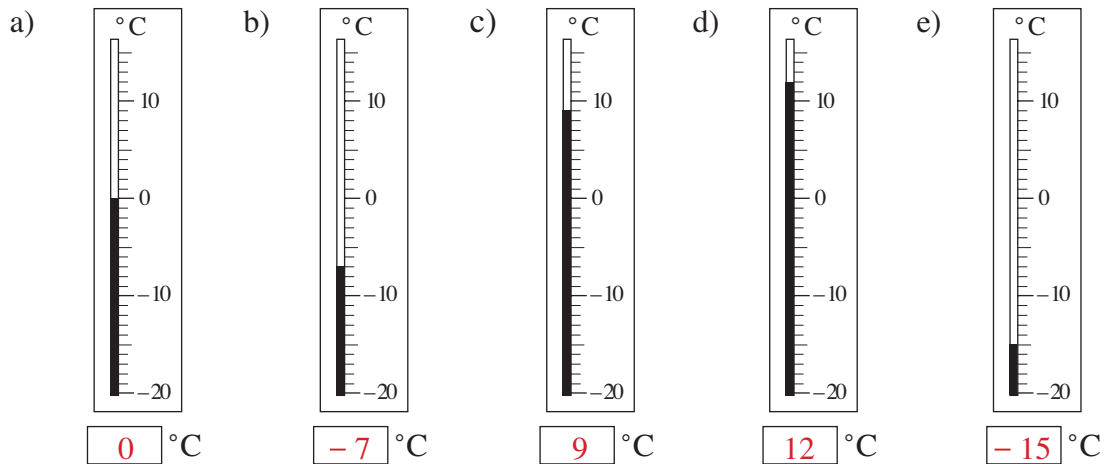 a) b) c) d) e)
°C °C °C °C °C
10 10 10 10 10
0 0 0 0 0
–10 –10 –10 –10 –10
–20 –20 –20 –20 –20
0 °C – 7 °C 9 °C 12 °C – 15 °C